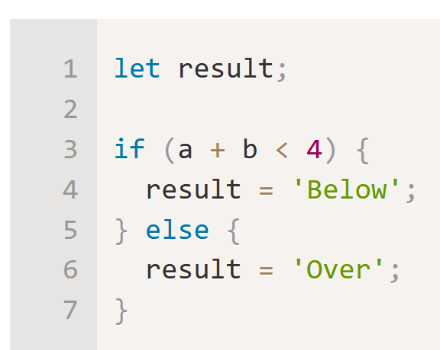 1 let result;
2
3 if (a + b < 4) {
4   result = 'Below';
5 } else {
6   result = 'Over';
7 }